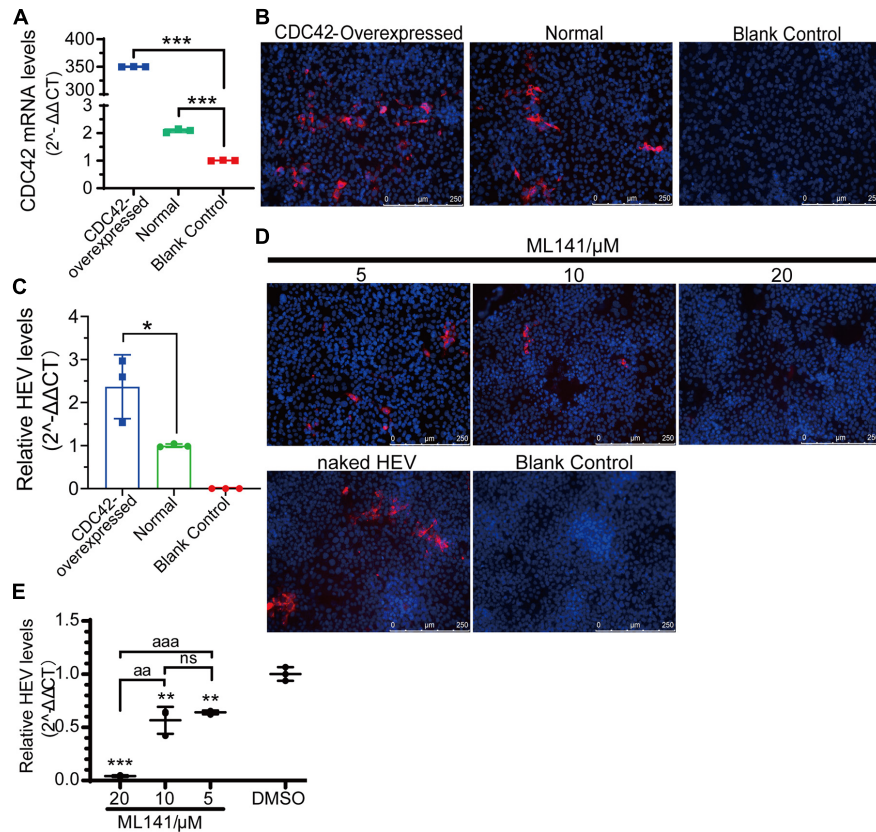 A
CDC42 mRNA levels
(2^-ΔΔCT)
400
350
300
3
2
1
0
***
***
CDC42-
overexpressed
Normal
Blank Control
B
CDC42-Overexpressed
Normal
Blank Control
0 µm 250
0 µm 250
0 µm 250
C
Relative HEV levels
(2^-ΔΔCT)
4
3
2
1
0
*
CDC42-
overexpressed
Normal
Blank Control
D
ML141/µM
5
10
20
0 µm 250
0 µm 250
0 µm 250
naked HEV
Blank Control
0 µm 250
0 µm 250
E
Relative HEV levels
(2^-ΔΔCT)
1.5
1.0
0.5
0.0
aaa
aa
ns
***
**
**
20
10
5
DMSO
ML141/µM